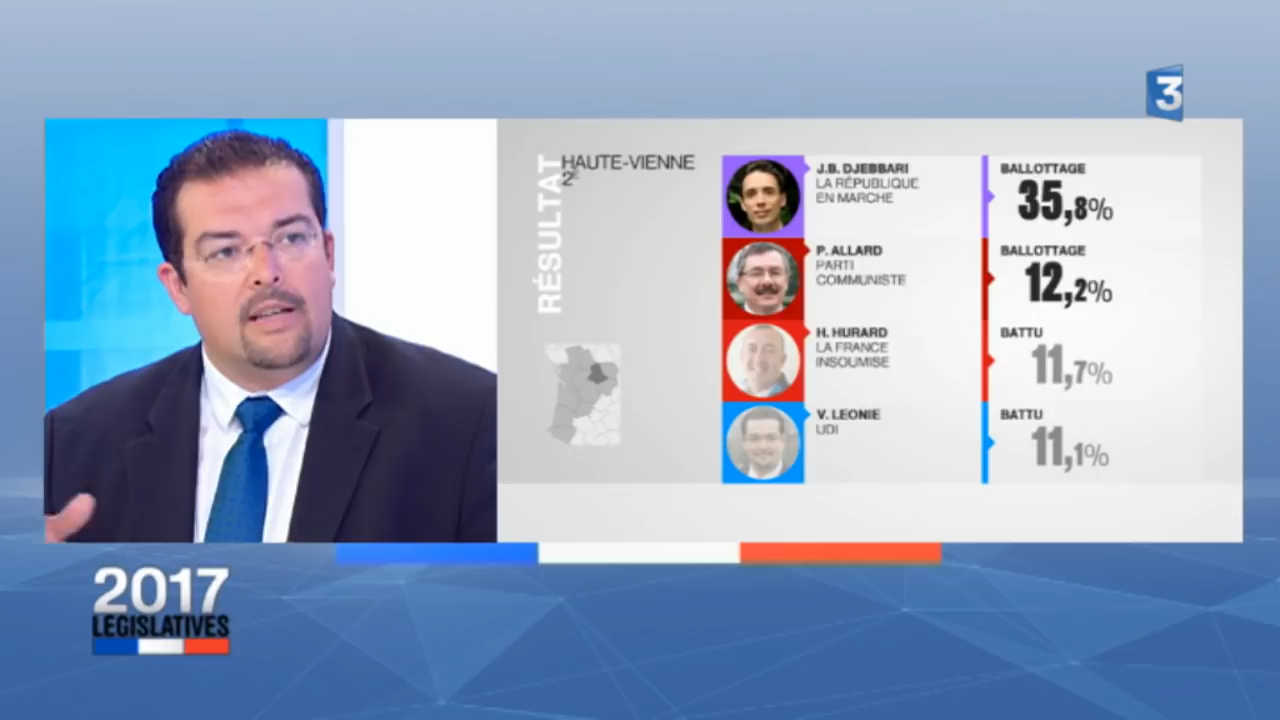 3
RÉSULTAT
HAUTE-VIENNE
2E
J.B. DJEBBARI
LA RÉPUBLIQUE
EN MARCHE
BALLOTTAGE
35,8%
P. ALLARD
PARTI
COMMUNISTE
BALLOTTAGE
12,2%
H. HURARD
LA FRANCE
INSOUMISE
BATTU
11,7%
V. LEONIE
UDI
BATTU
11,1%
2017
LEGISLATIVES